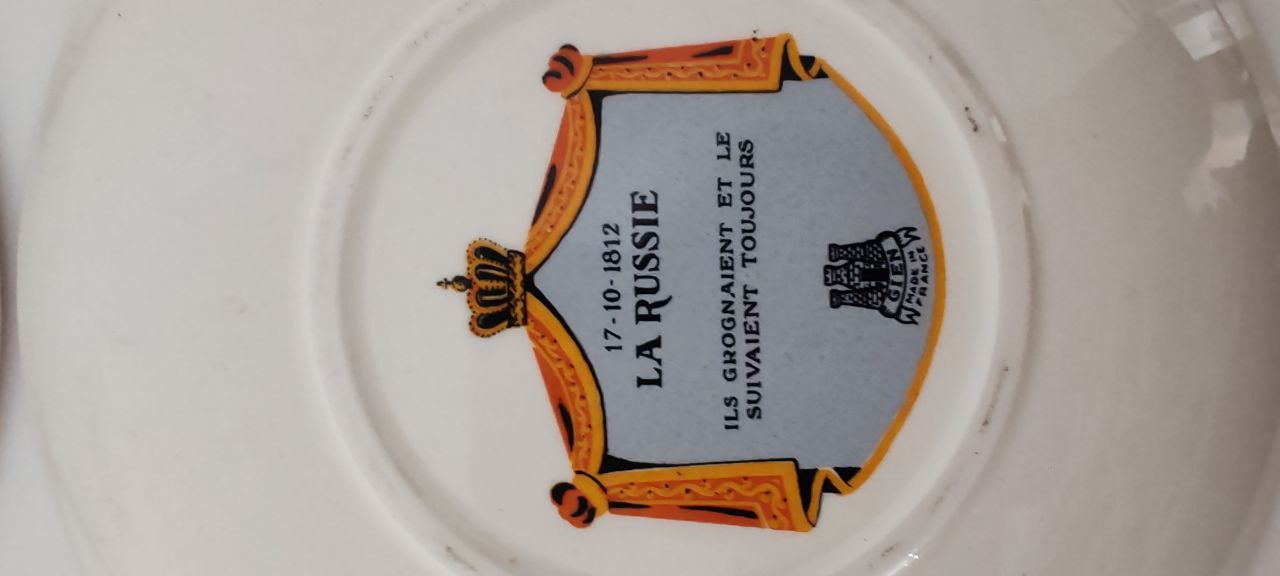 17-10-1812
LA RUSSIE
ILS GROGNAIENT ET LE
SUIVAIENT TOUJOURS
GIEN
MADE IN
FRANCE